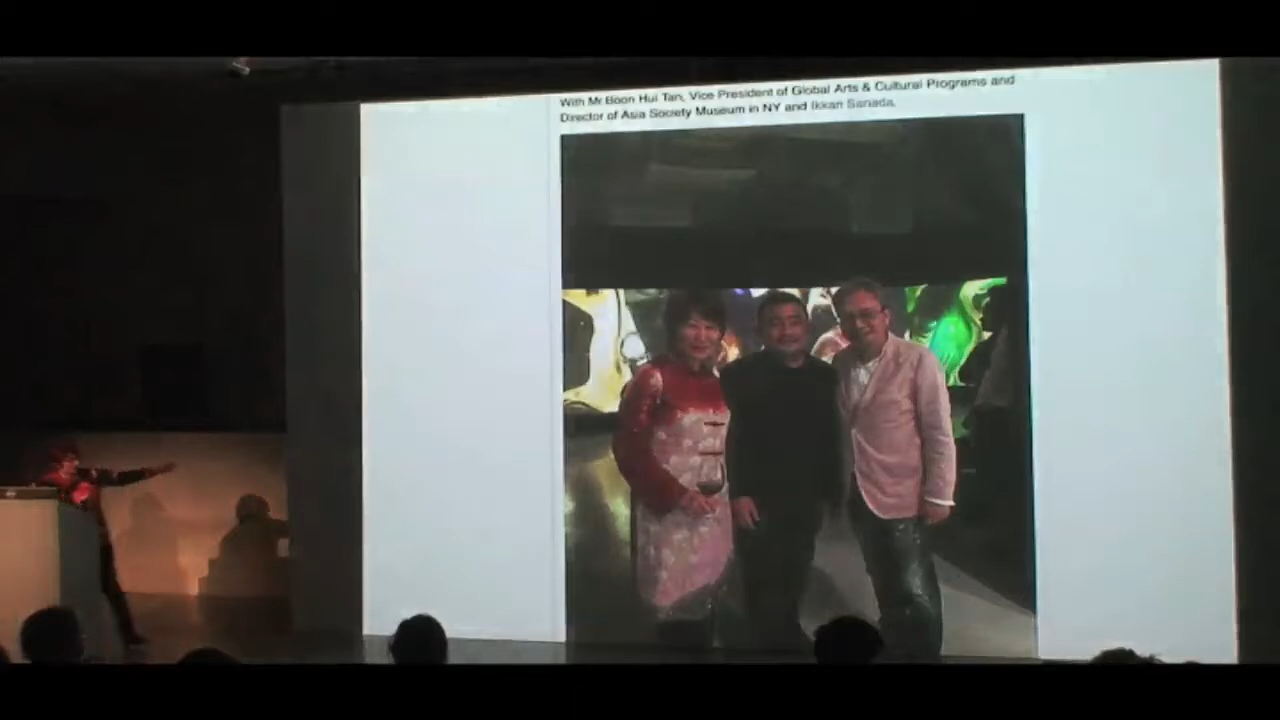 With Mr Boon Hui Tan, Vice President of Global Arts & Cultural Programs and
Director of Asia Society Museum in NY and Ikkan Sanada.